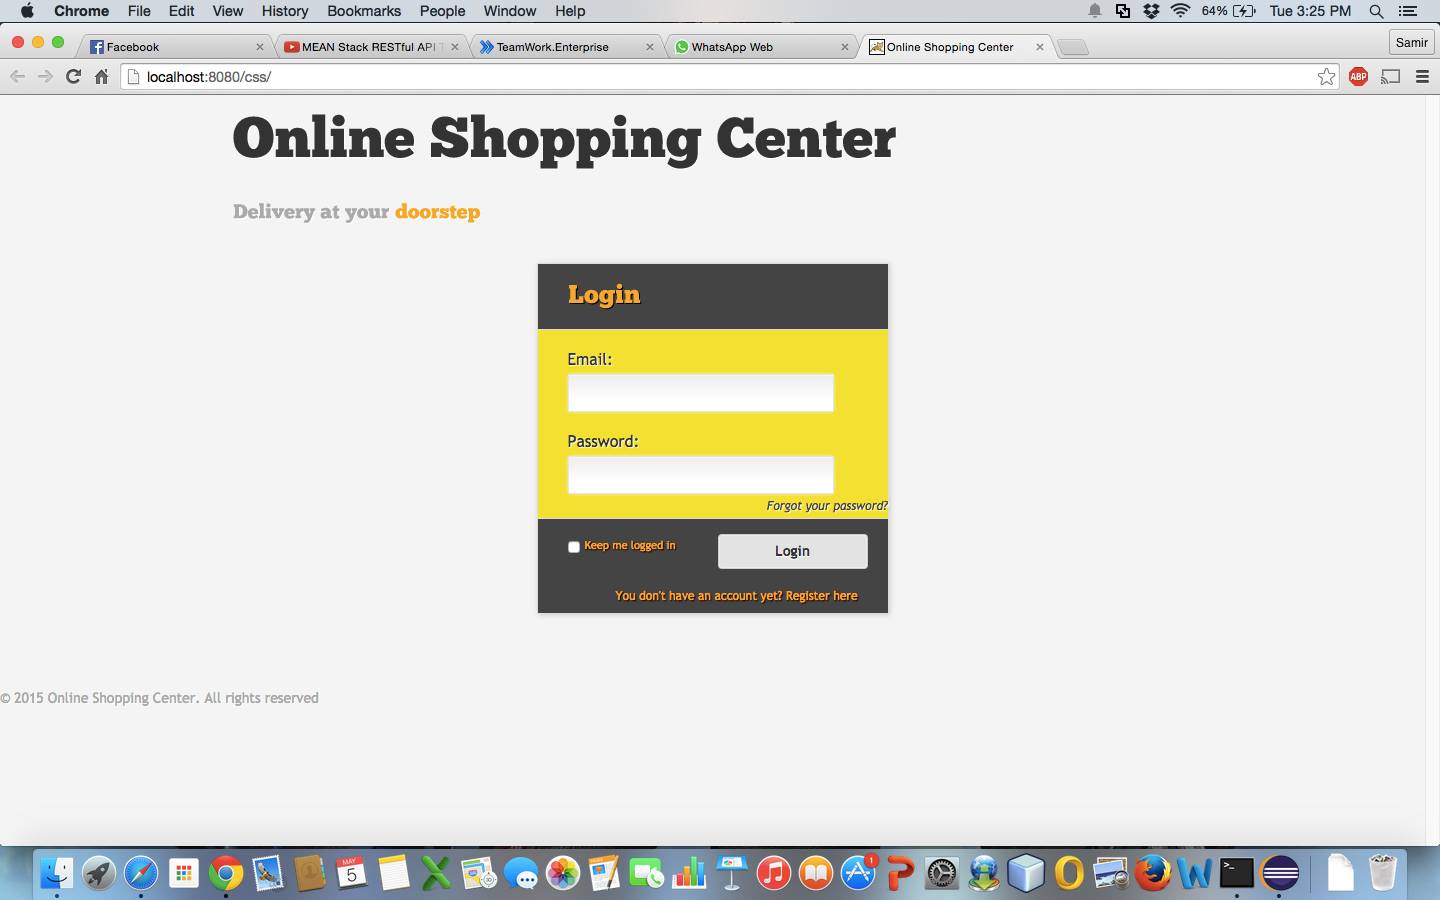 Chrome File Edit View History Bookmarks People Window Help 64% Tue 3:25 PM
Facebook MEAN Stack RESTful API TeamWork.Enterprise WhatsApp Web Online Shopping Center Samir
localhost:8080/css/ ABP
Online Shopping Center
Delivery at your doorstep
Login
Email:
Password:
Forgot your password?
Keep me logged in Login
You don't have an account yet? Register here
© 2015 Online Shopping Center. All rights reserved
MAY
5
1